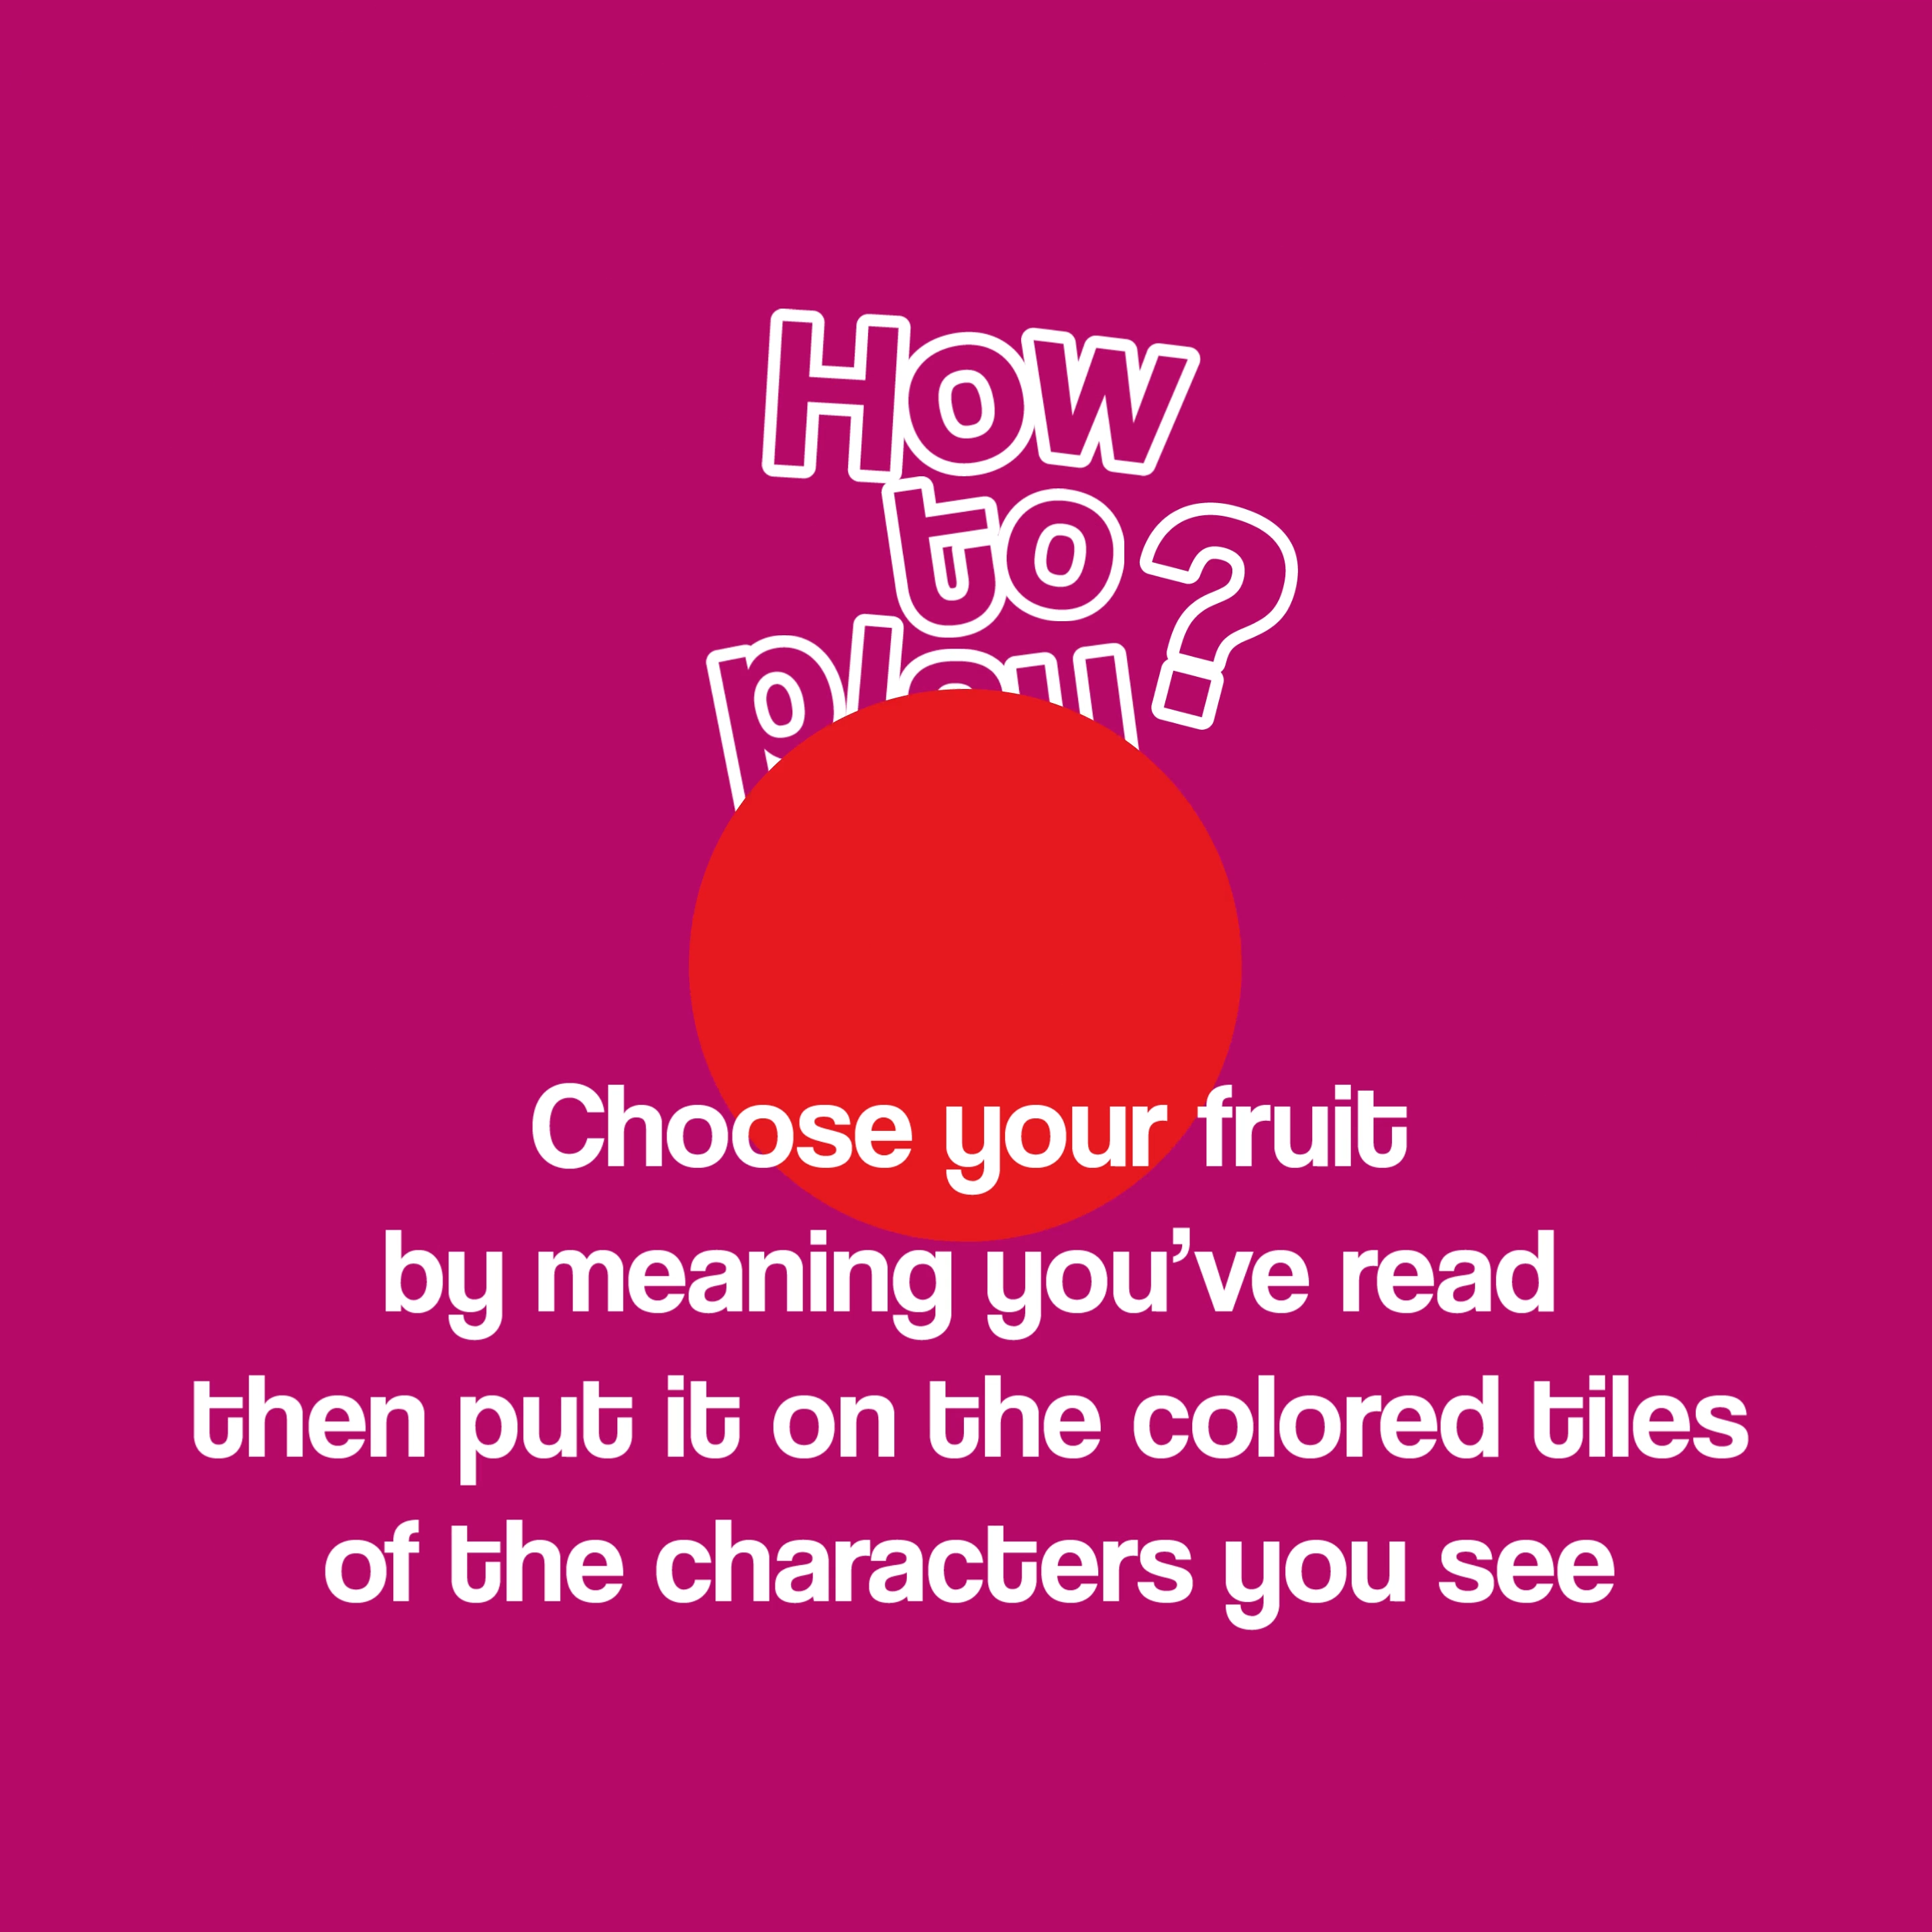 How
to ?
play
Choose your fruit
by meaning you’ve read
then put it on the colored tiles
of the characters you see